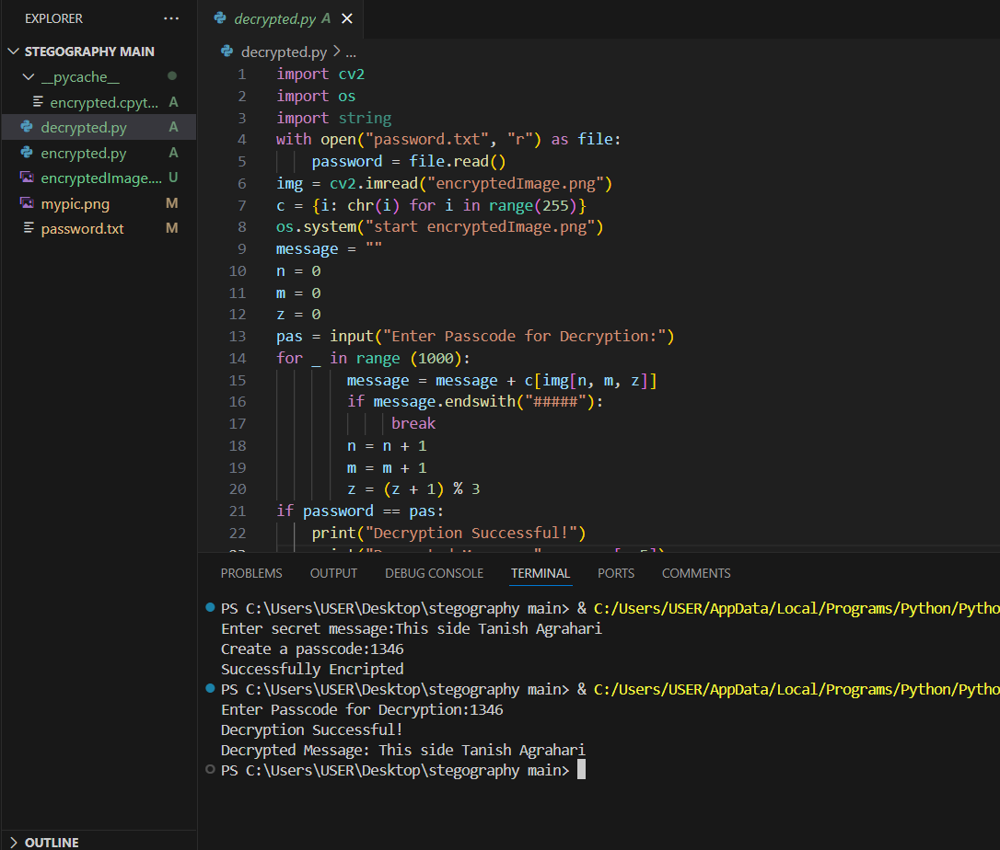 EXPLORER
···
STEGOGRAPHY MAIN
__pycache__
encrypted.cpyt... A
decrypted.py A
encrypted.py A
encryptedImage.... U
mypic.png M
password.txt M
OUTLINE
decrypted.py A
decrypted.py > ...
1 import cv2
2 import os
3 import string
4 with open("password.txt", "r") as file:
5 password = file.read()
6 img = cv2.imread("encryptedImage.png")
7 c = {i: chr(i) for i in range(255)}
8 os.system("start encryptedImage.png")
9 message = ""
10 n = 0
11 m = 0
12 z = 0
13 pas = input("Enter Passcode for Decryption:")
14 for _ in range (1000):
15 message = message + c[img[n, m, z]]
16 if message.endswith("#####"):
17 break
18 n = n + 1
19 m = m + 1
20 z = (z + 1) % 3
21 if password == pas:
22 print("Decryption Successful!")
PROBLEMS OUTPUT DEBUG CONSOLE TERMINAL PORTS COMMENTS
PS C:\Users\USER\Desktop\stegography main> & C:/Users/USER/AppData/Local/Programs/Python/Pytho
Enter secret message:This side Tanish Agrahari
Create a passcode:1346
Successfully Encripted
PS C:\Users\USER\Desktop\stegography main> & C:/Users/USER/AppData/Local/Programs/Python/Pytho
Enter Passcode for Decryption:1346
Decryption Successful!
Decrypted Message: This side Tanish Agrahari
PS C:\Users\USER\Desktop\stegography main>